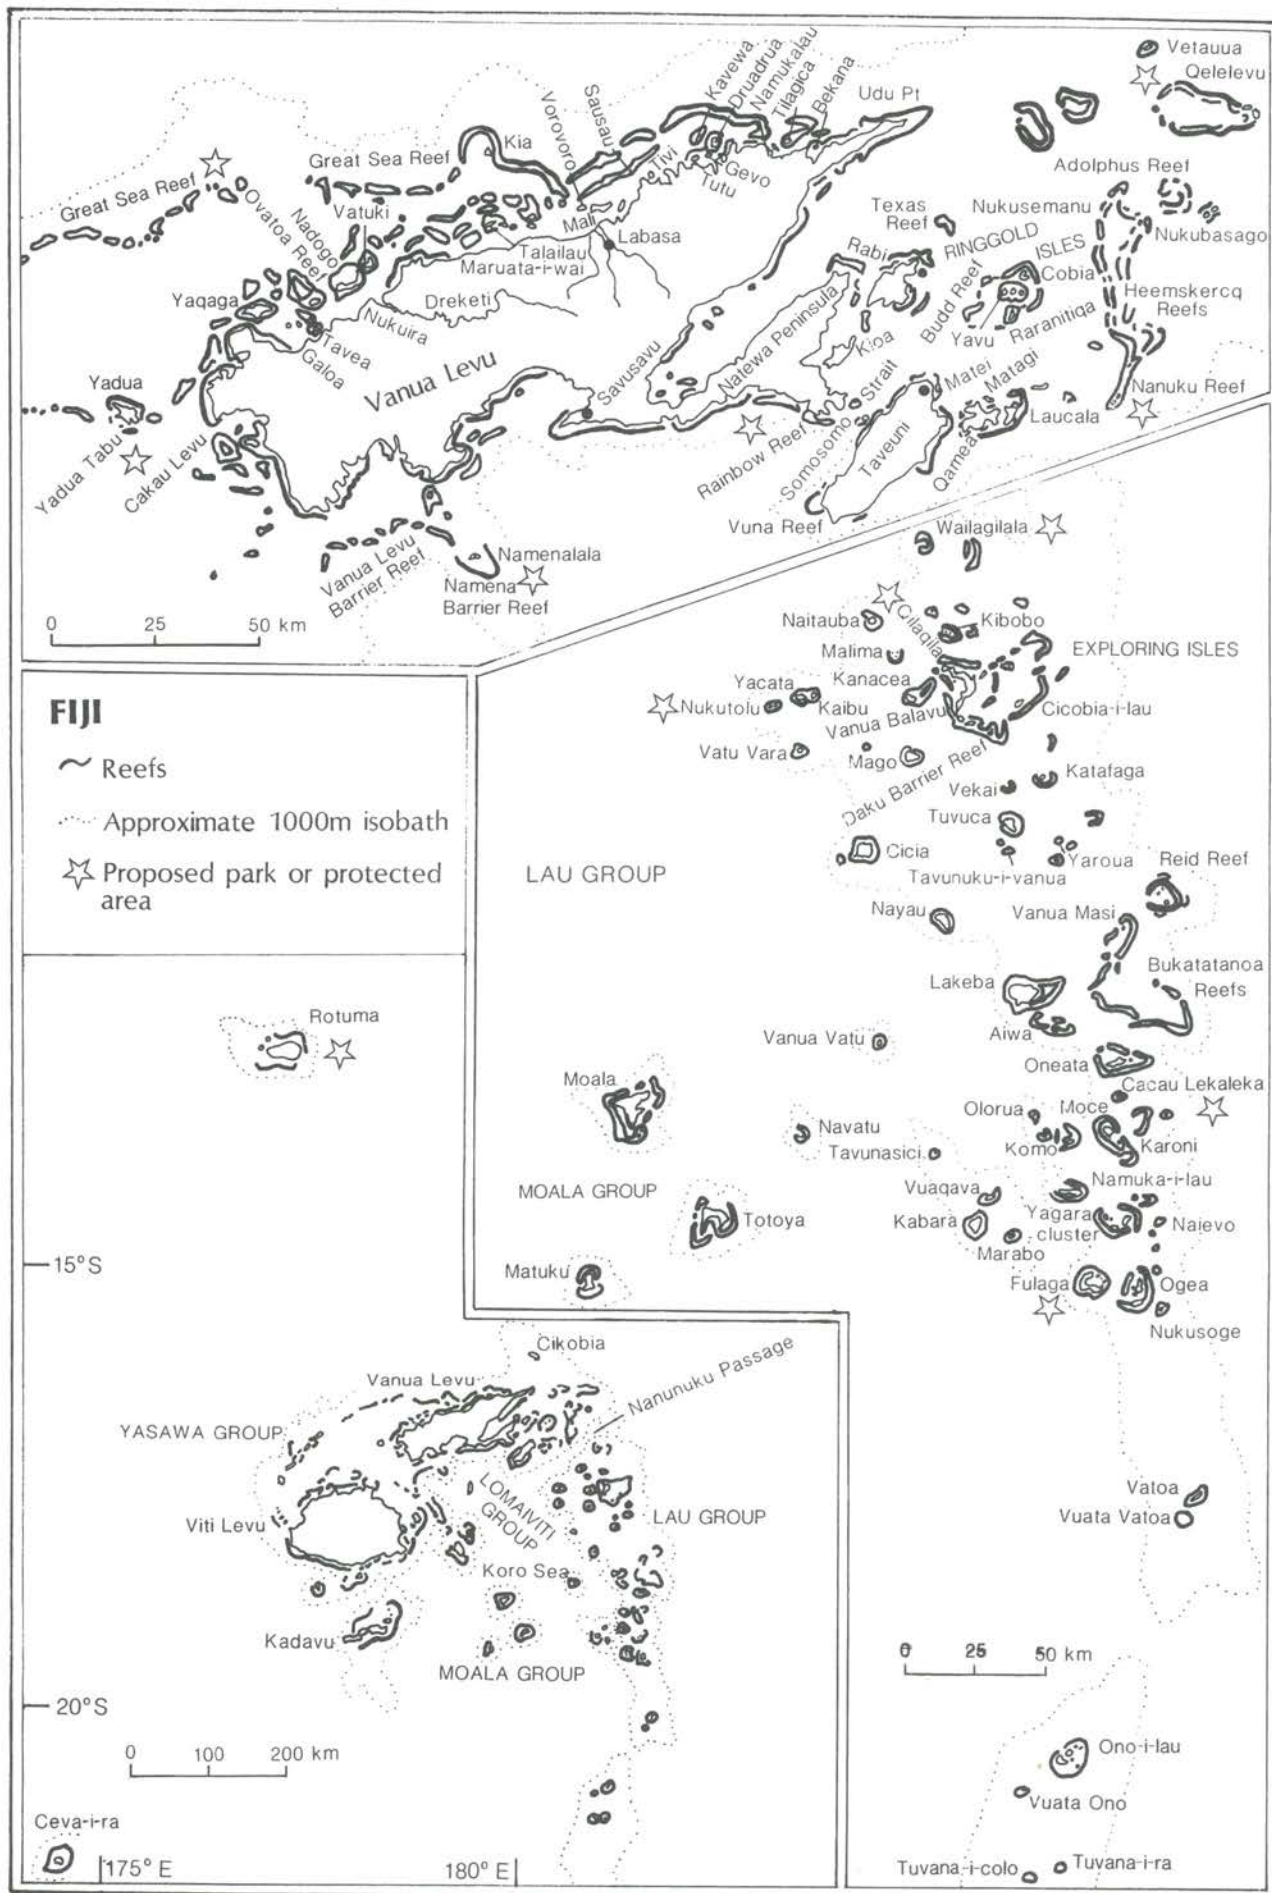 Vetauua
Qelelevu
Kavewa
Druadrua
Namukalau
Tilagica
Bekana
Udu Pt
Sausau
Vorovoro
Kia
Great Sea Reef
Great Sea Reef
Tivi
Tutu
Gevo
Adolphus Reef
Ovatoa Reef
Nadogo
Vatuki
Mali
Labasa
Talailau
Maruata-i-wai
Texas
Reef
Nukusemanu
Nukubasago
Rabi
RINGGOLD
ISLES
Cobia
Budd Reef
Yavu
Raranitiqa
Heemskercq
Reefs
Yaqaga
Dreketi
Nukuira
Tavea
Galoa
Natewa Peninsula
Kioa
Vanua Levu
Savusavu
Yadua
Yadua Tabu
Cakau Levu
Rainbow Reef
Somosomo
Strait
Matei
Matagi
Taveuni
Qamea
Laucala
Nanuku Reef
Vuna Reef
Vanua Levu
Barrier Reef
Namenalala
Namena
Barrier Reef
0 25 50 km
Wailagilala
Naitauba
Qilaqila
Kibobo
Malima
EXPLORING ISLES
Yacata
Kanacea
Nukutolu
Kaibu
Vanua Balavu
Cicobia-i-lau
Vatu Vara
Mago
Daku Barrier Reef
Vekai
Katafaga
Tuvuca
Cicia
Yaroua
Reid Reef
Tavunuku-i-vanua
LAU GROUP
Nayau
Vanua Masi
Lakeba
Bukatatanoa
Reefs
Aiwa
Vanua Vatu
Oneata
Moala
Cacau Lekaleka
Olorua
Moce
Navatu
Komo
Karoni
Tavunasici
MOALA GROUP
Vuaqava
Namuka-i-lau
Totoya
Kabara
Yagara
cluster
Naievo
Marabo
Matuku
Fulaga
Ogea
Nukusoge
FIJI
Reefs
Approximate 1000m isobath
Proposed park or protected
area
Rotuma
15°S
Cikobia
Vanua Levu
Nanunuku Passage
YASAWA GROUP
LOMAIVITI
GROUP
Viti Levu
LAU GROUP
Koro Sea
Kadavu
MOALA GROUP
20°S
0 100 200 km
Ceva-i-ra
175° E
180° E
Vatoa
Vuata Vatoa
0 25 50 km
Ono-i-lau
Vuata Ono
Tuvana-i-colo
Tuvana-i-ra